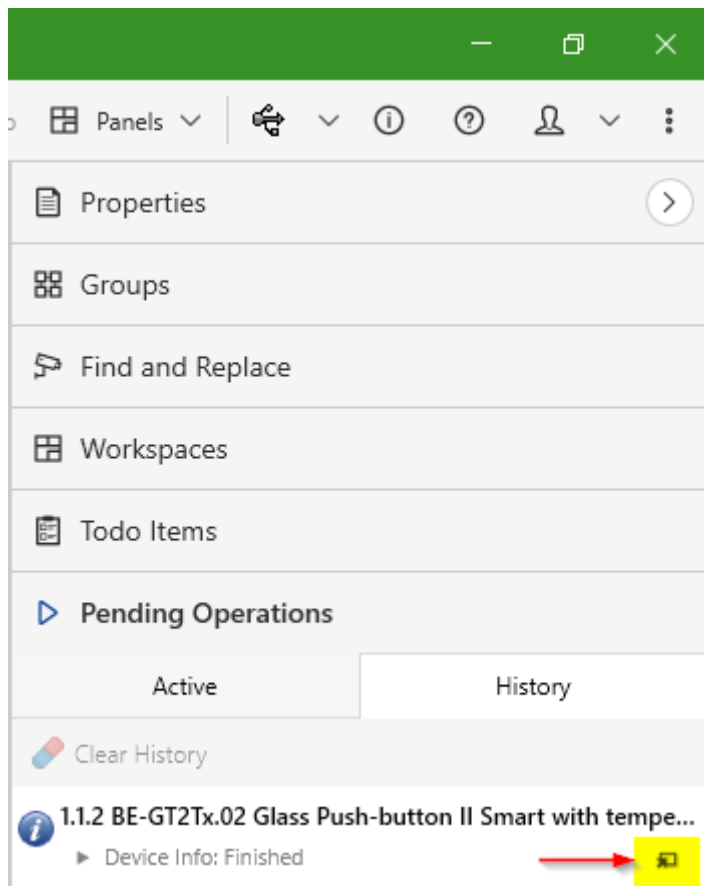 Panels
Properties
Groups
Find and Replace
Workspaces
Todo Items
Pending Operations
Active
History
Clear History
1.1.2 BE-GT2Tx.02 Glass Push-button II Smart with tempe...
Device Info: Finished